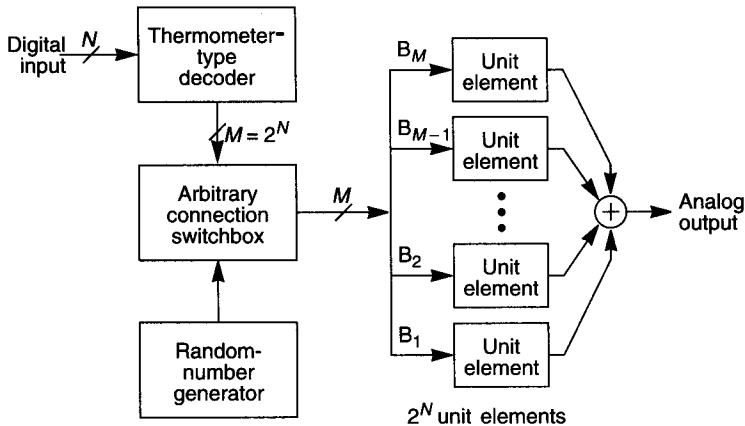 Digital
input
N
Thermometer-
type
decoder
M = 2^N
Arbitrary
connection
switchbox
M
Random-
number
generator
B_M
Unit
element
B_{M-1}
Unit
element
B_2
Unit
element
B_1
Unit
element
+
Analog
output
2^N unit elements